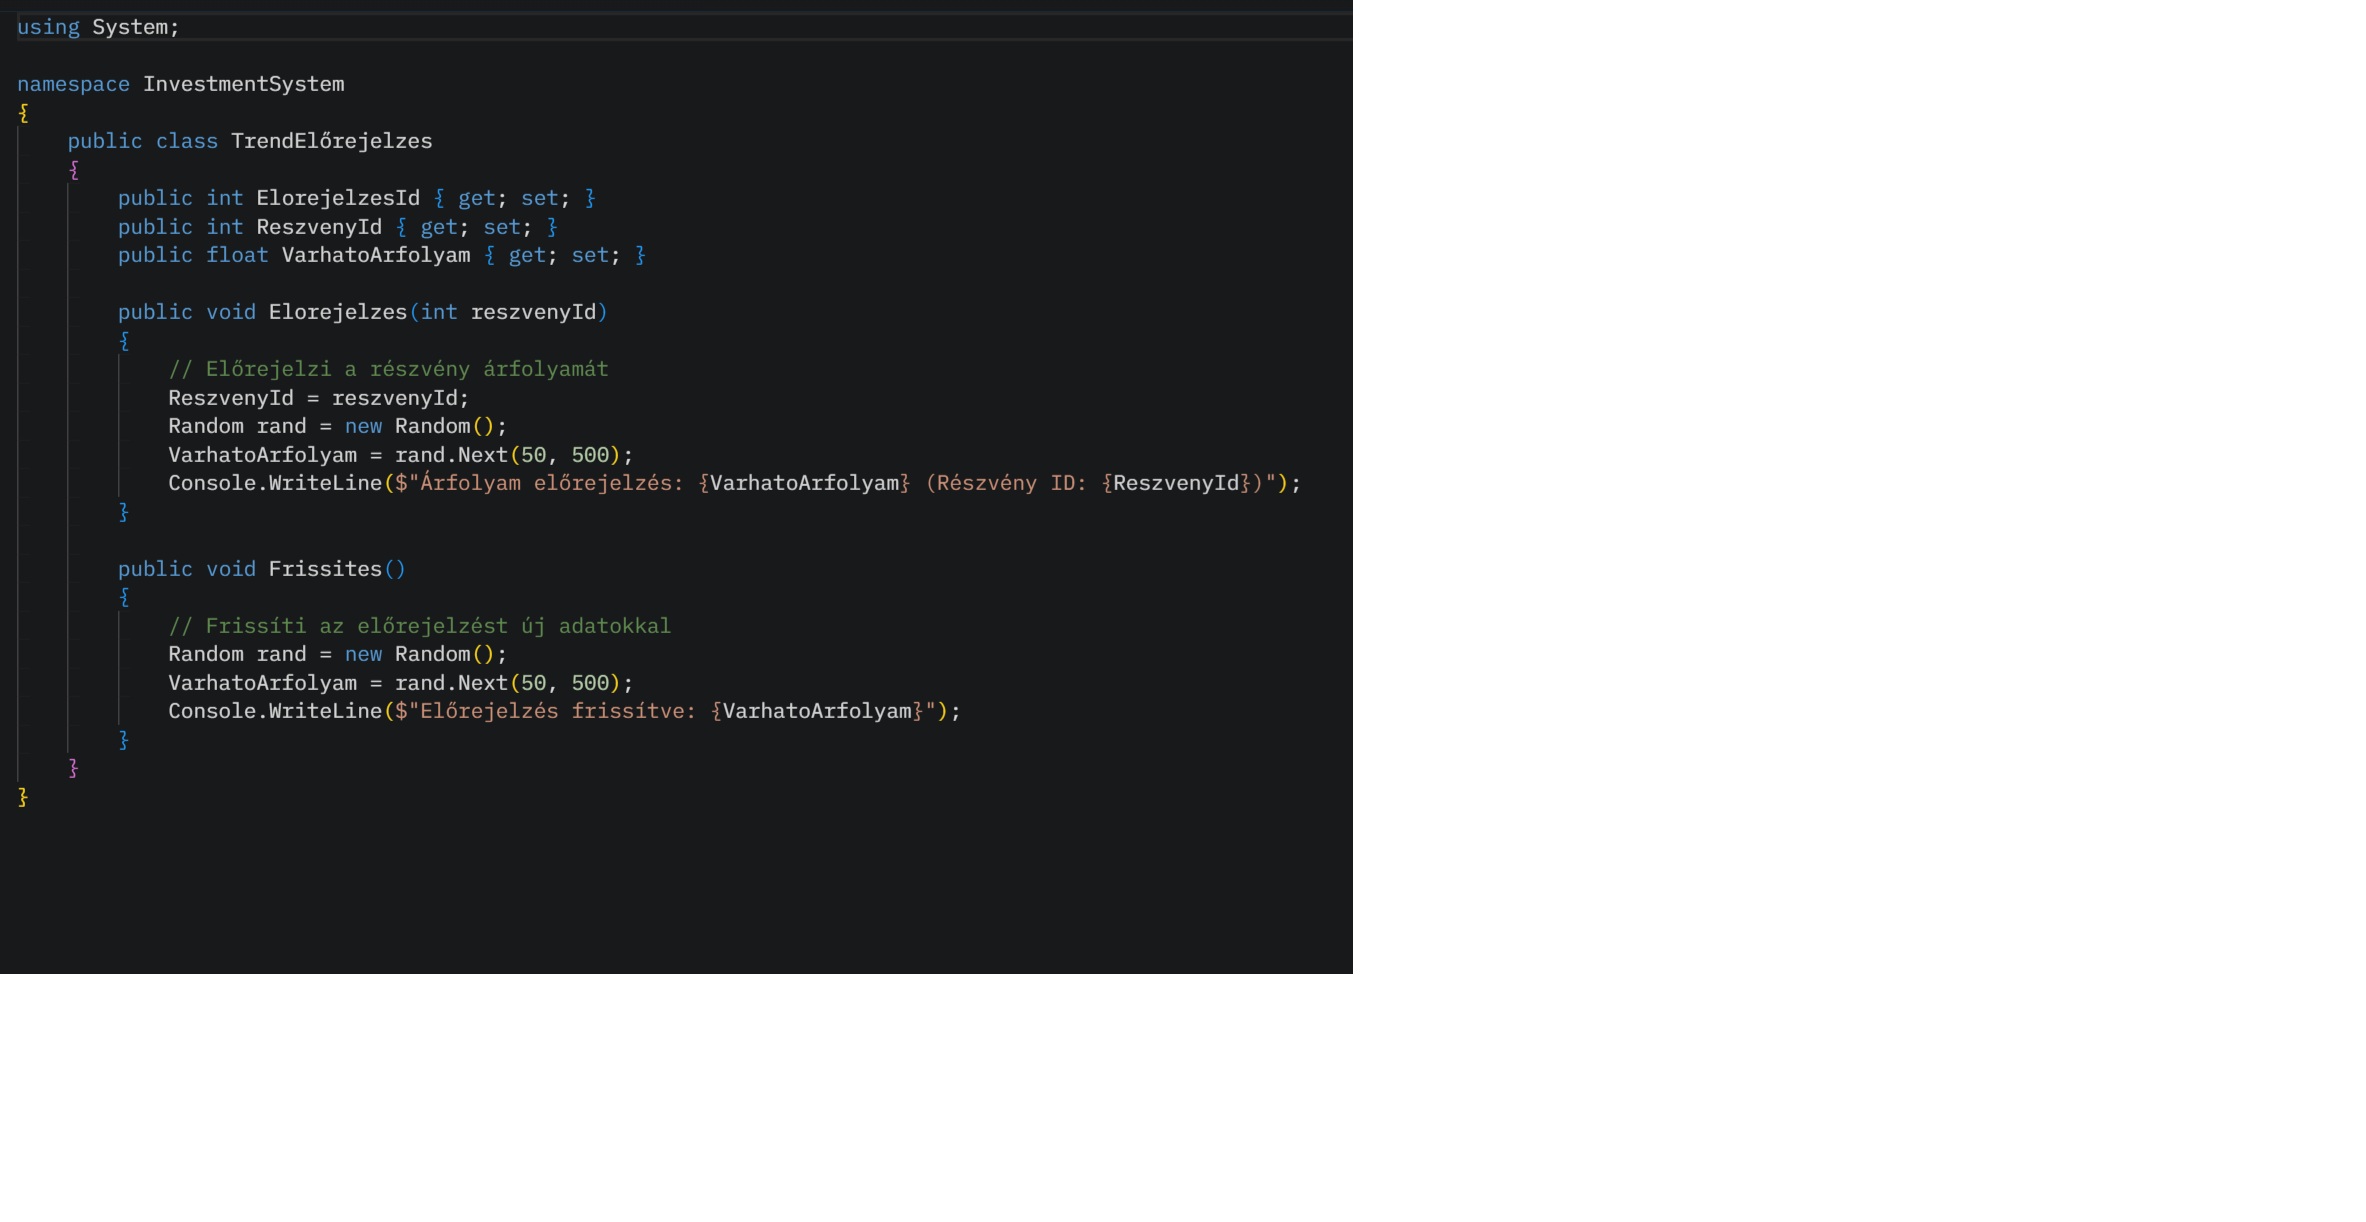 using System;
namespace InvestmentSystem
{
public class TrendElőrejelzes
{
public int ElorejelzesId { get; set; }
public int ReszvenyId { get; set; }
public float VarhatoArfolyam { get; set; }
public void Elorejelzes(int reszvenyId)
{
// Előrejelzi a részvény árfolyamát
ReszvenyId = reszvenyId;
Random rand = new Random();
VarhatoArfolyam = rand.Next(50, 500);
Console.WriteLine($"Árfolyam előrejelzés: {VarhatoArfolyam} (Részvény ID: {ReszvenyId})");
}
public void Frissites()
{
// Frissíti az előrejelzést új adatokkal
Random rand = new Random();
VarhatoArfolyam = rand.Next(50, 500);
Console.WriteLine($"Előrejelzés frissítve: {VarhatoArfolyam}");
}
}
}